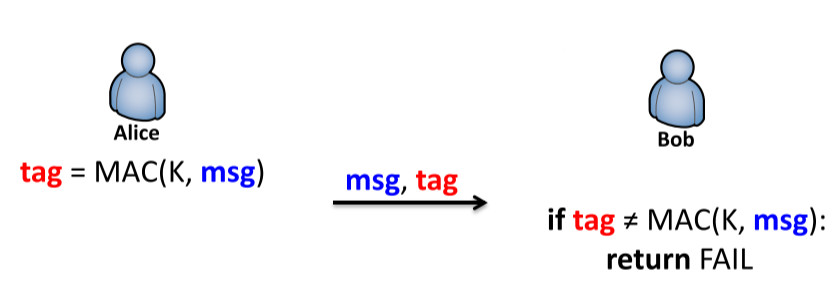 Alice
tag = MAC(K, msg)
msg, tag
Bob
if tag ≠ MAC(K, msg):
return FAIL